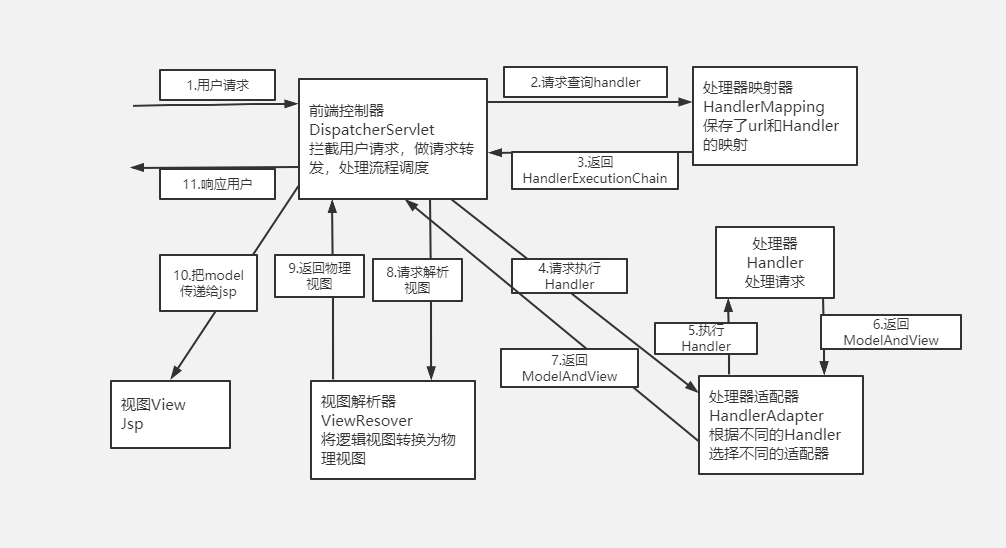 1.用户请求
2.请求查询handler
前端控制器
DispatcherServlet
拦截用户请求，做请求转
发，处理流程调度
处理器映射器
HandlerMapping
保存了url和Handler
的映射
3.返回
HandlerExecutionChain
11.响应用户
10.把model
传递给jsp
9.返回物理
视图
8.请求解析
视图
4.请求执行
Handler
处理器
Handler
处理请求
5.执行
Handler
6.返回
ModelAndView
7.返回
ModelAndView
视图View
Jsp
视图解析器
ViewResover
将逻辑视图转换为物
理视图
处理器适配器
HandlerAdapter
根据不同的Handler
选择不同的适配器